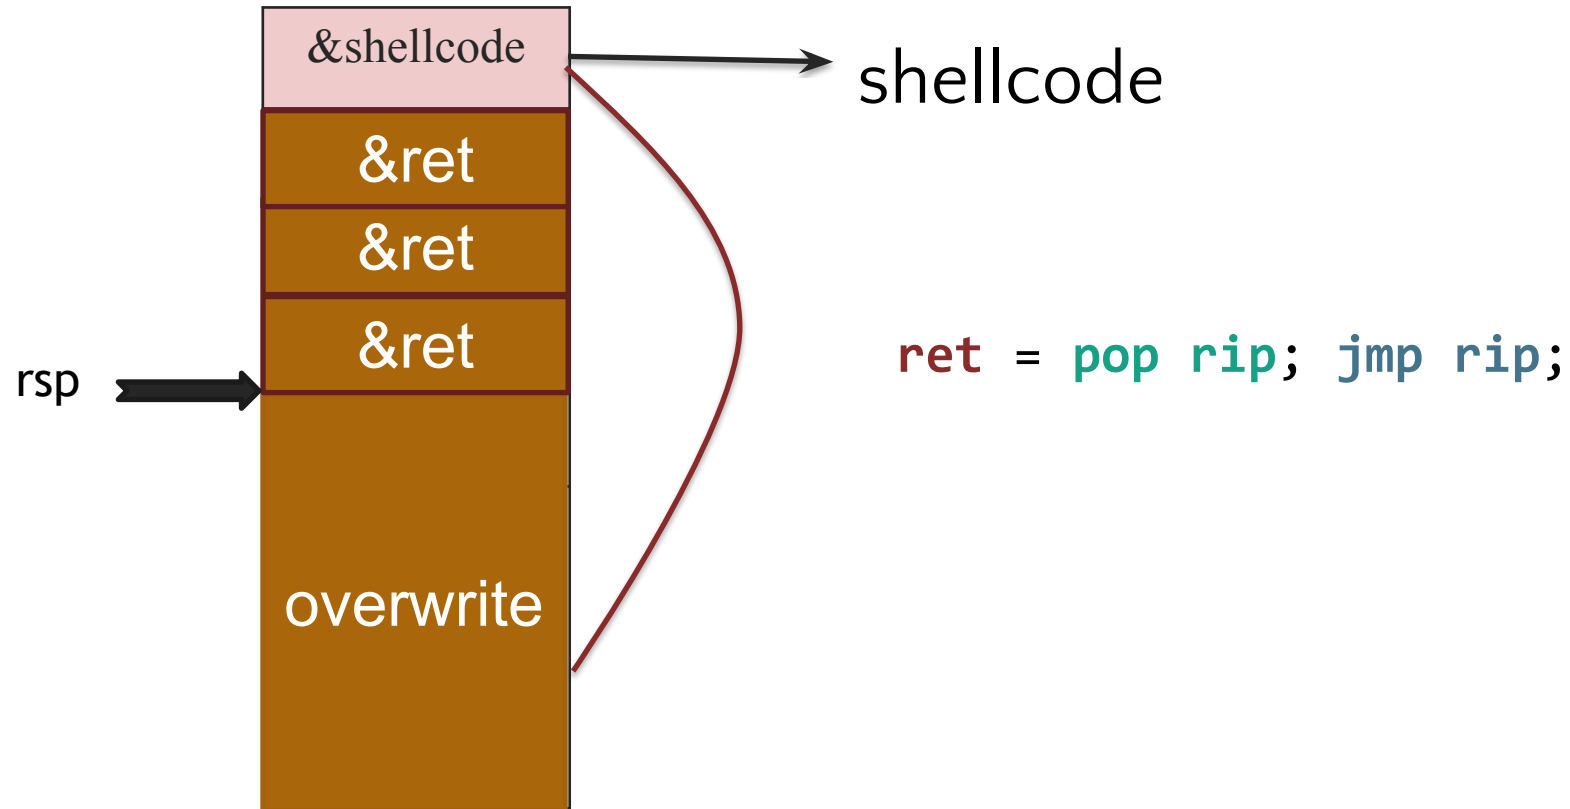 &shellcode
shellcode
&ret
&ret
&ret
rsp
ret = pop rip; jmp rip;
overwrite